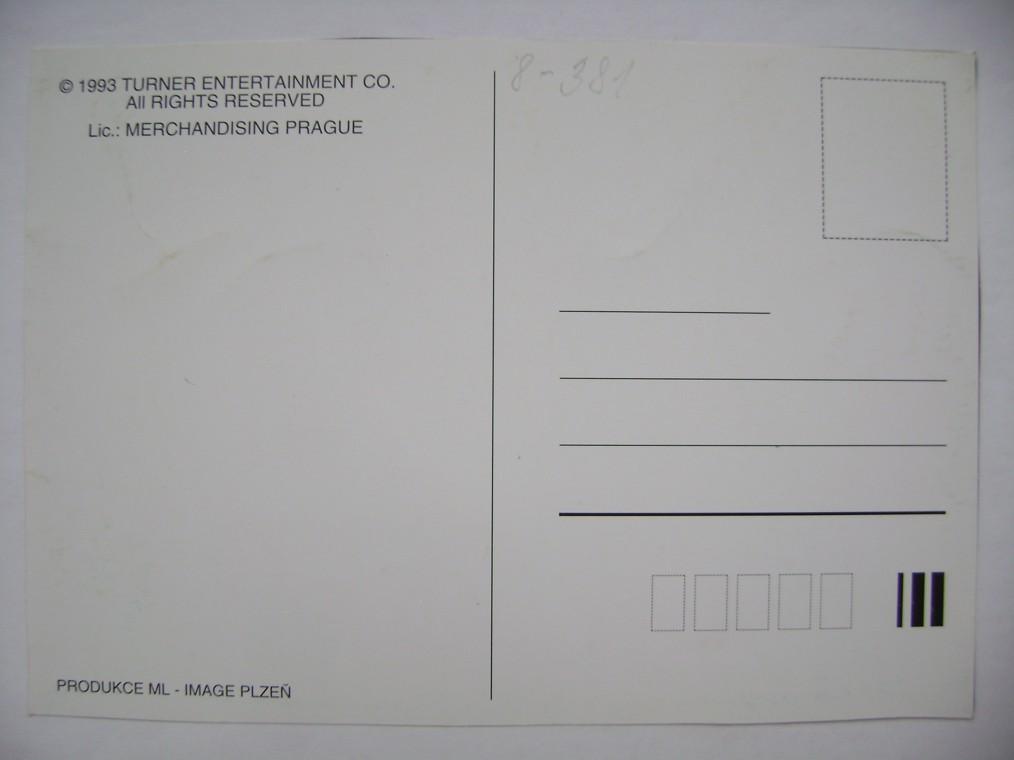 © 1993 TURNER ENTERTAINMENT CO.
All RIGHTS RESERVED
Lic.: MERCHANDISING PRAGUE
8-381
PRODUKCE ML - IMAGE PLZEŇ